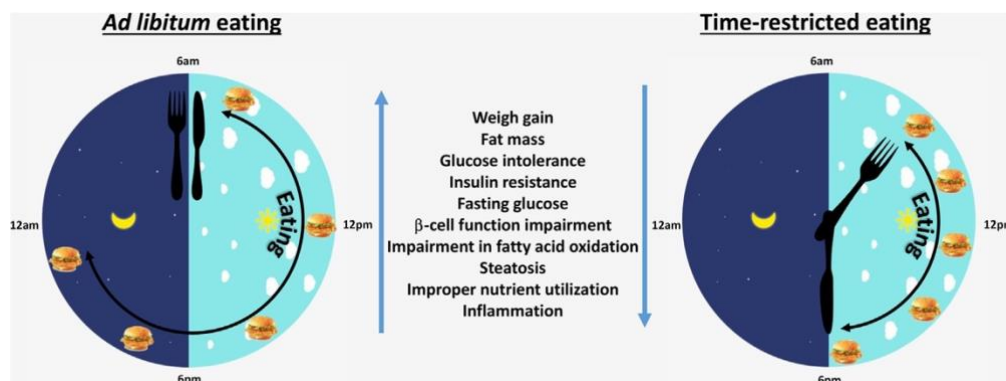 Ad libitum eating
6am
12am
Eating
12pm
6pm
Weigh gain
Fat mass
Glucose intolerance
Insulin resistance
Fasting glucose
β-cell function impairment
Impairment in fatty acid oxidation
Steatosis
Improper nutrient utilization
Inflammation
Time-restricted eating
6am
12am
Eating
12pm
6pm